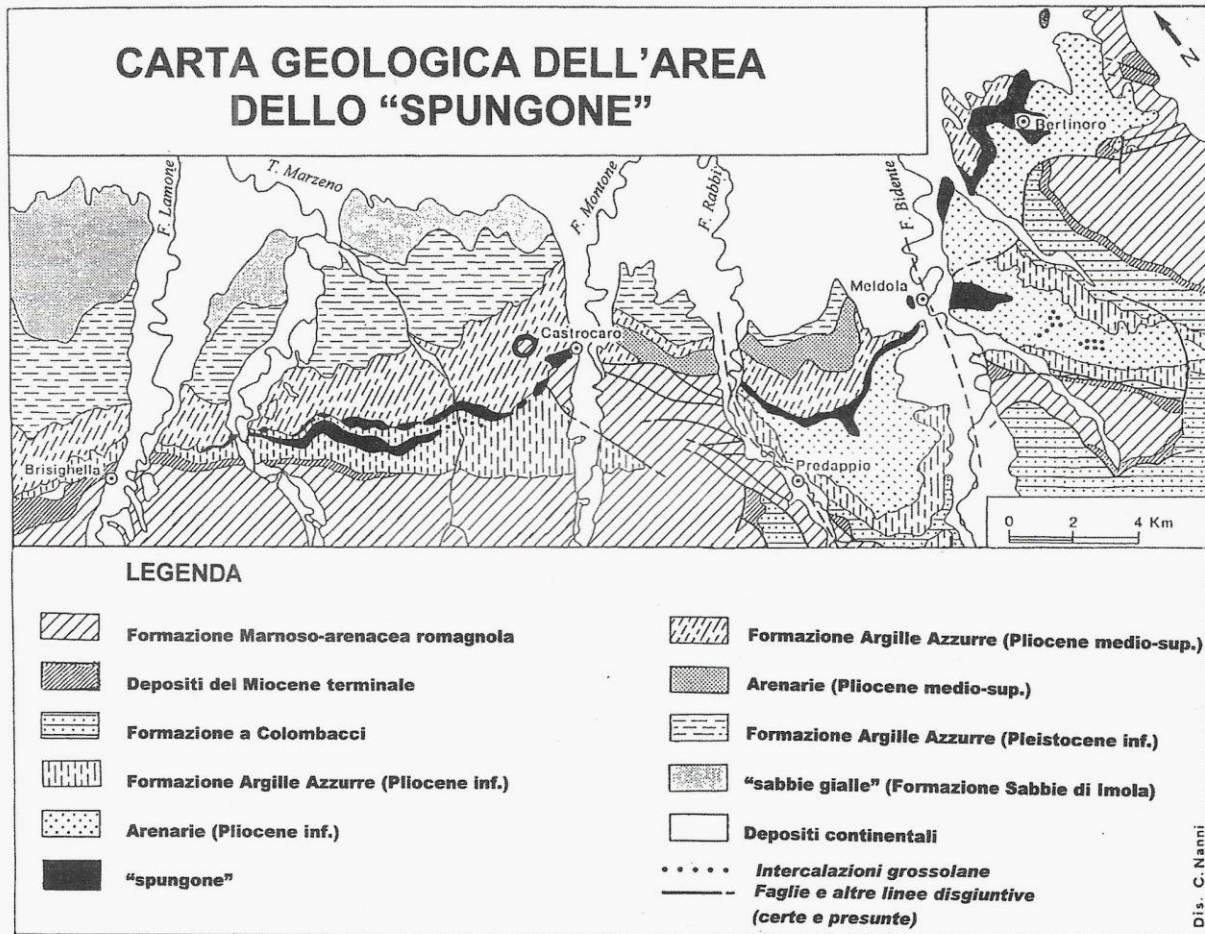 CARTA GEOLOGICA DELL'AREA
DELLO “SPUNGONE”
N
Bertinoro
F. Lamone
T. Marzeno
F. Montone
F. Rabbi
F. Bidente
Meldola
Castrocaro
Brisighella
Predappio
0 2 4 Km
LEGENDA
Formazione Marnoso-arenacea romagnola
Depositi del Miocene terminale
Formazione a Colombacci
Formazione Argille Azzurre (Pliocene inf.)
Arenarie (Pliocene inf.)
“spungone”
Formazione Argille Azzurre (Pliocene medio-sup.)
Arenarie (Pliocene medio-sup.)
Formazione Argille Azzurre (Pleistocene inf.)
“sabbie gialle” (Formazione Sabbie di Imola)
Depositi continentali
Intercalazioni grossolane
Faglie e altre linee disgiuntive
(certe e presunte)
Dis. C. Nanni